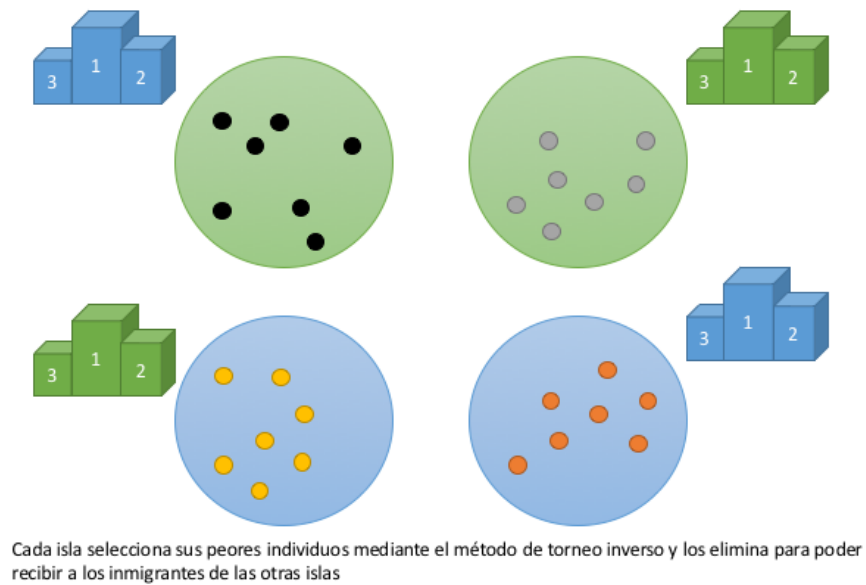 3 1 2
3 1 2
3 1 2
3 1 2
Cada isla selecciona sus peores individuos mediante el método de torneo inverso y los elimina para poder
recibir a los inmigrantes de las otras islas